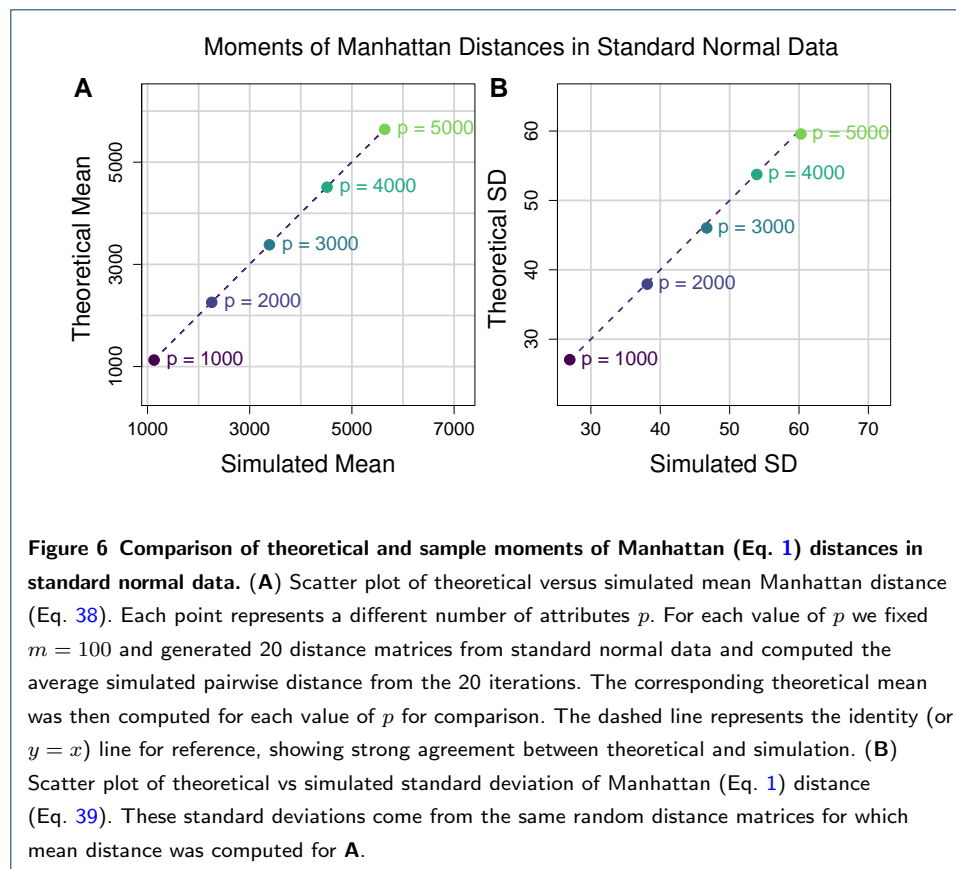 Moments of Manhattan Distances in Standard Normal Data
A
Theoretical Mean
5000
3000
1000
p = 5000
p = 4000
p = 3000
p = 2000
p = 1000
1000 3000 5000 7000
Simulated Mean
B
Theoretical SD
60
50
40
30
p = 5000
p = 4000
p = 3000
p = 2000
p = 1000
30 40 50 60 70
Simulated SD
Figure 6 Comparison of theoretical and sample moments of Manhattan (Eq. 1) distances in
standard normal data. (A) Scatter plot of theoretical versus simulated mean Manhattan distance
(Eq. 38). Each point represents a different number of attributes p. For each value of p we fixed
m = 100 and generated 20 distance matrices from standard normal data and computed the
average simulated pairwise distance from the 20 iterations. The corresponding theoretical mean
was then computed for each value of p for comparison. The dashed line represents the identity (or
y = x) line for reference, showing strong agreement between theoretical and simulation. (B)
Scatter plot of theoretical vs simulated standard deviation of Manhattan (Eq. 1) distance
(Eq. 39). These standard deviations come from the same random distance matrices for which
mean distance was computed for A.